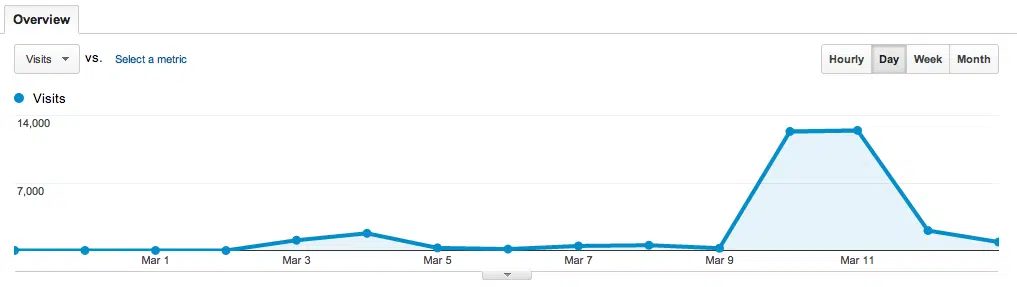 Overview
Visits vs. Select a metric Hourly Day Week Month
Visits
14,000
7,000
Mar 1 Mar 3 Mar 5 Mar 7 Mar 9 Mar 11